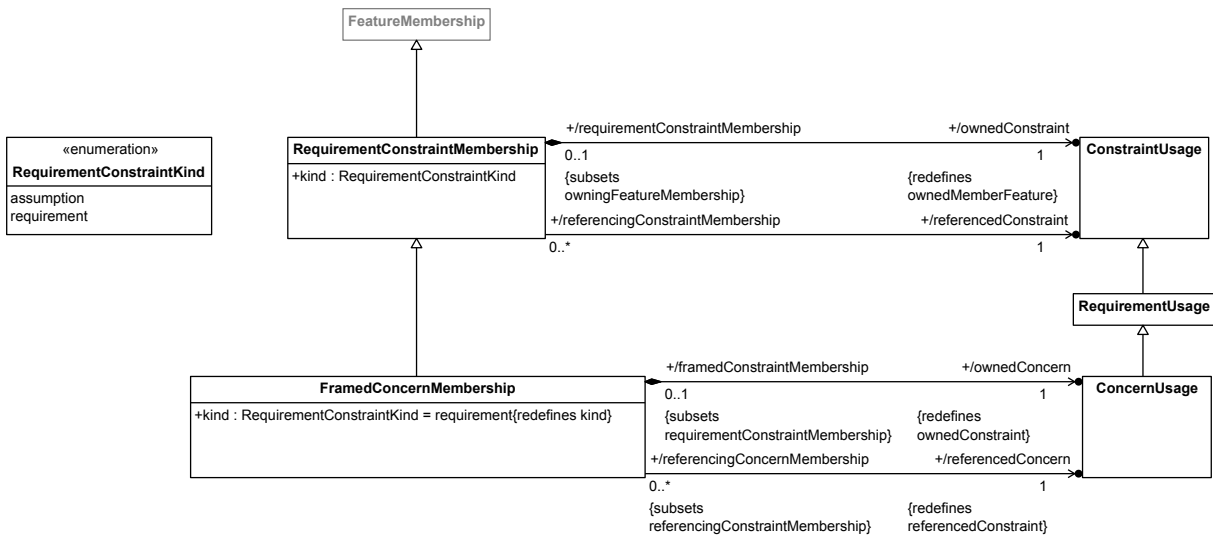 FeatureMembership
«enumeration»
RequirementConstraintKind
assumption
requirement
RequirementConstraintMembership
+kind : RequirementConstraintKind
+/requirementConstraintMembership
+/ownedConstraint
0..1
1
{subsets
owningFeatureMembership}
{redefines
ownedMemberFeature}
+/referencingConstraintMembership
+/referencedConstraint
0..*
1
ConstraintUsage
RequirementUsage
FramedConcernMembership
+kind : RequirementConstraintKind = requirement{redefines kind}
+/framedConstraintMembership
+/ownedConcern
0..1
1
{subsets
requirementConstraintMembership}
{redefines
ownedConstraint}
+/referencingConcernMembership
+/referencedConcern
0..*
1
{subsets
referencingConstraintMembership}
{redefines
referencedConstraint}
ConcernUsage